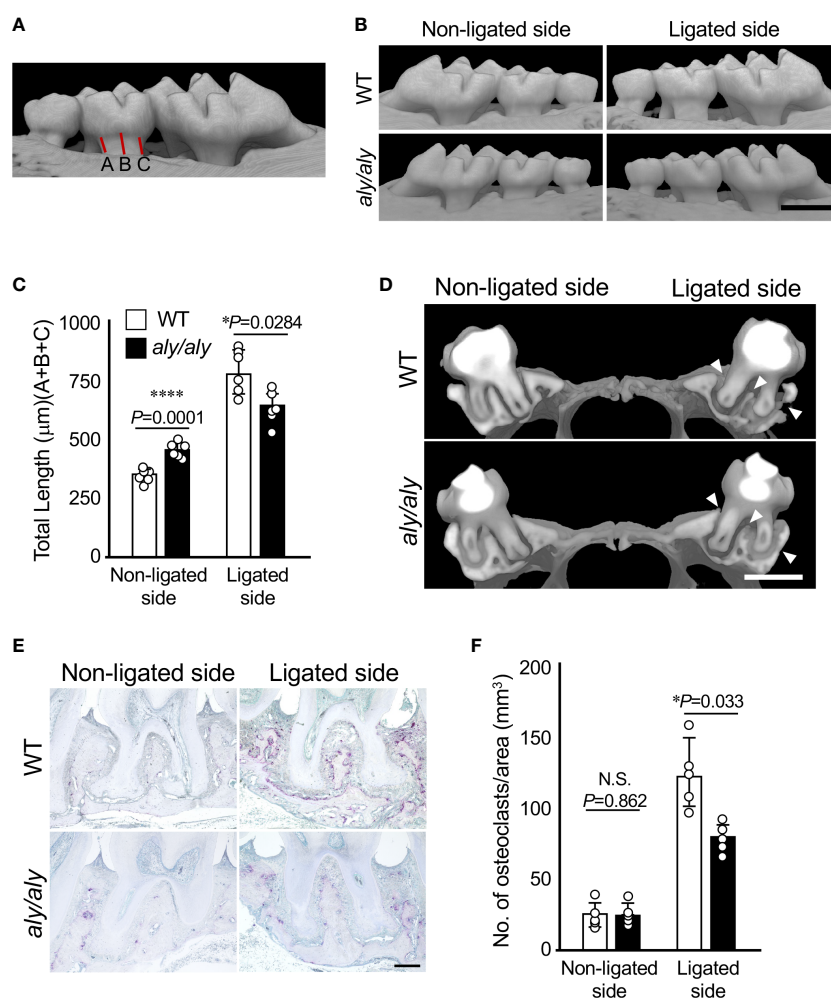 A
A B C
B
Non-ligated side
Ligated side
WT
aly/aly
C
Total Length (μm)(A+B+C)
1000
750
500
250
0
WT
aly/aly
****
P=0.0001
*P=0.0284
Non-ligated
side
Ligated
side
D
Non-ligated side
Ligated side
WT
aly/aly
E
Non-ligated side
Ligated side
WT
aly/aly
F
No. of osteoclasts/area (mm³)
200
150
100
50
0
N.S.
P=0.862
*P=0.033
Non-ligated
side
Ligated
side